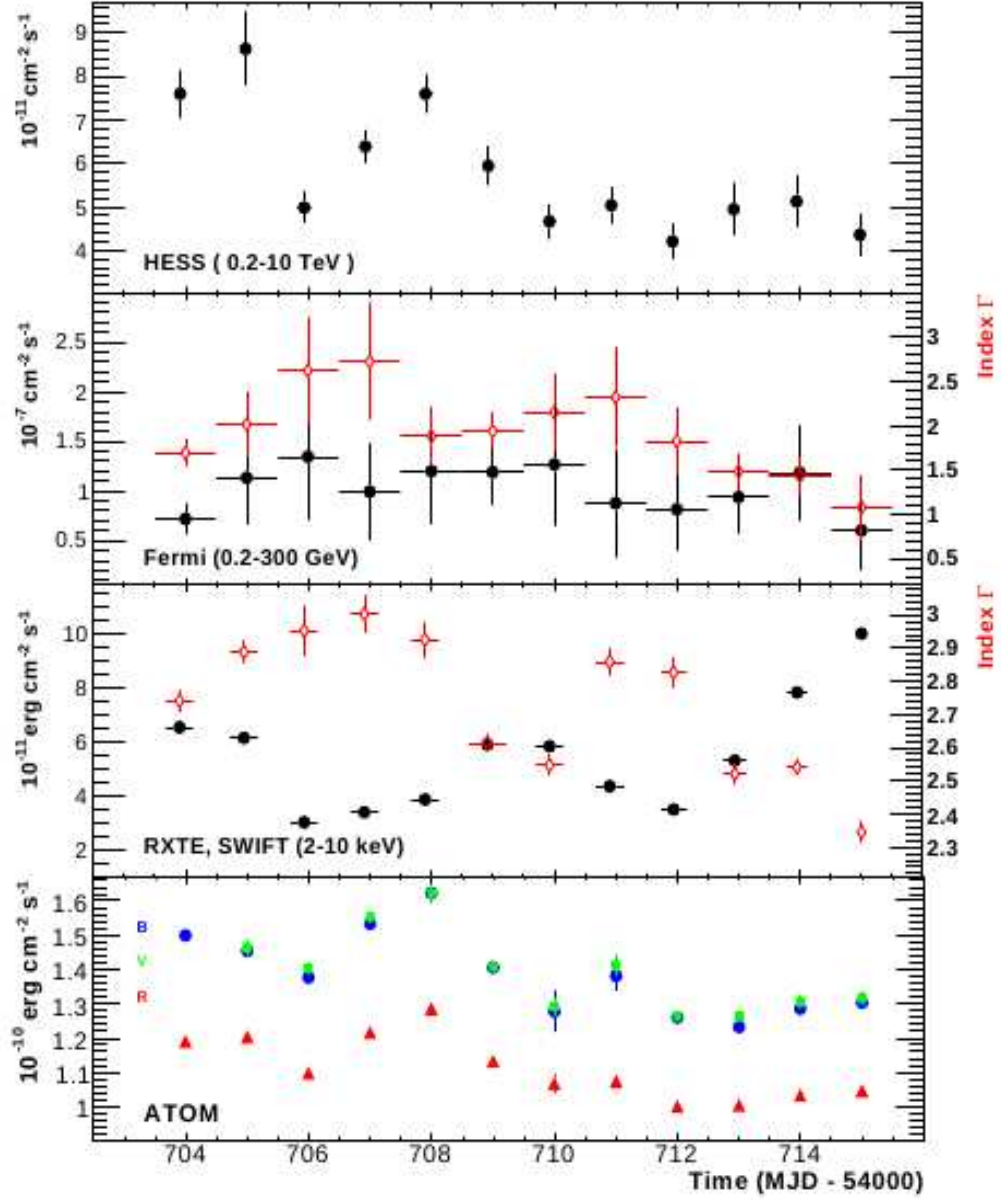 10⁻¹¹cm⁻² s⁻¹
9
8
7
6
5
4
HESS ( 0.2-10 TeV )
10⁻⁷ cm⁻² s⁻¹
2.5
2
1.5
1
0.5
Fermi (0.2-300 GeV)
3
2.5
2
1.5
1
0.5
Index Γ
10⁻¹¹erg cm⁻² s⁻¹
10
8
6
4
2
RXTE, SWIFT (2-10 keV)
3
2.9
2.8
2.7
2.6
2.5
2.4
2.3
Index Γ
10⁻¹⁰ erg cm⁻² s⁻¹
1.6
1.5
1.4
1.3
1.2
1.1
1
B
V
R
ATOM
704 706 708 710 712 714
Time (MJD - 54000)